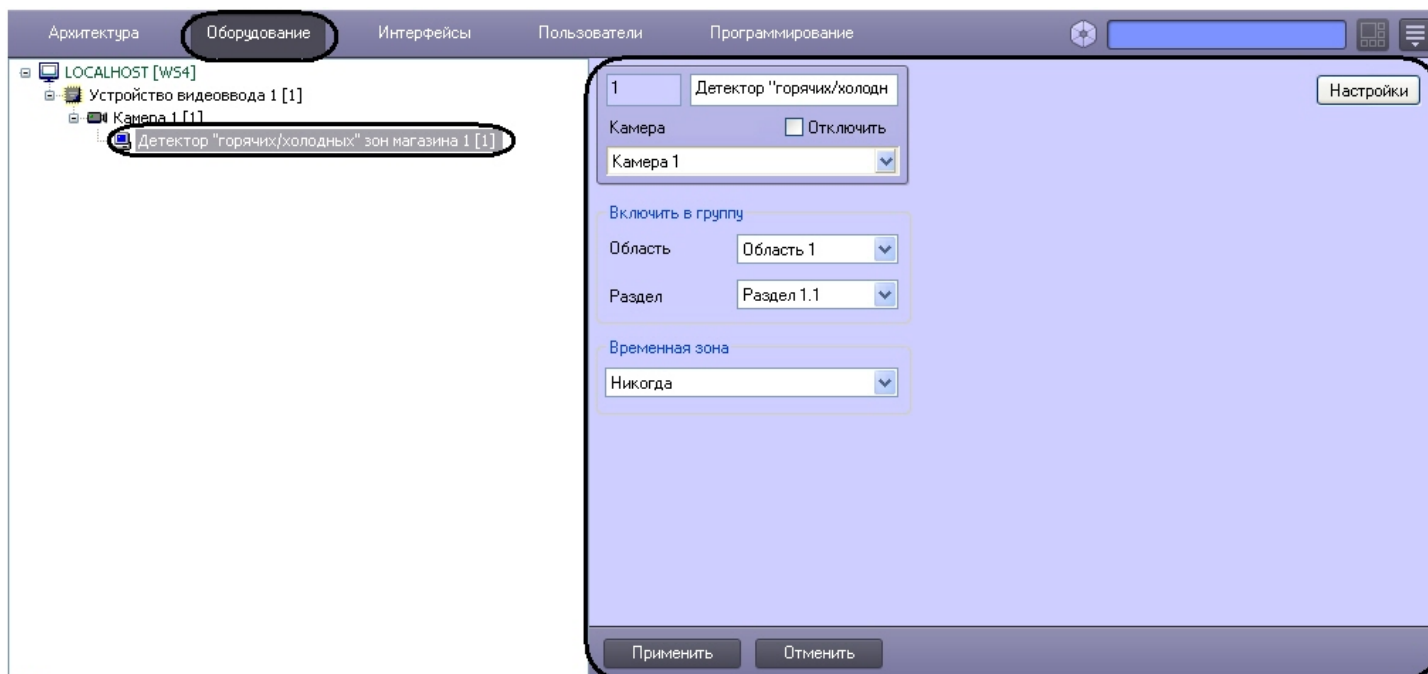 Архитектура Оборудование Интерфейсы Пользователи Программирование
LOCALHOST [WS4]
Устройство видеоввода 1 [1]
Камера 1 [1]
Детектор "горячих/холодных" зон магазина 1 [1]
1 Детектор "горячих/холодн
Настройки
Камера Отключить
Камера 1
Включить в группу
Область Область 1
Раздел Раздел 1.1
Временная зона
Никогда
Применить Отменить